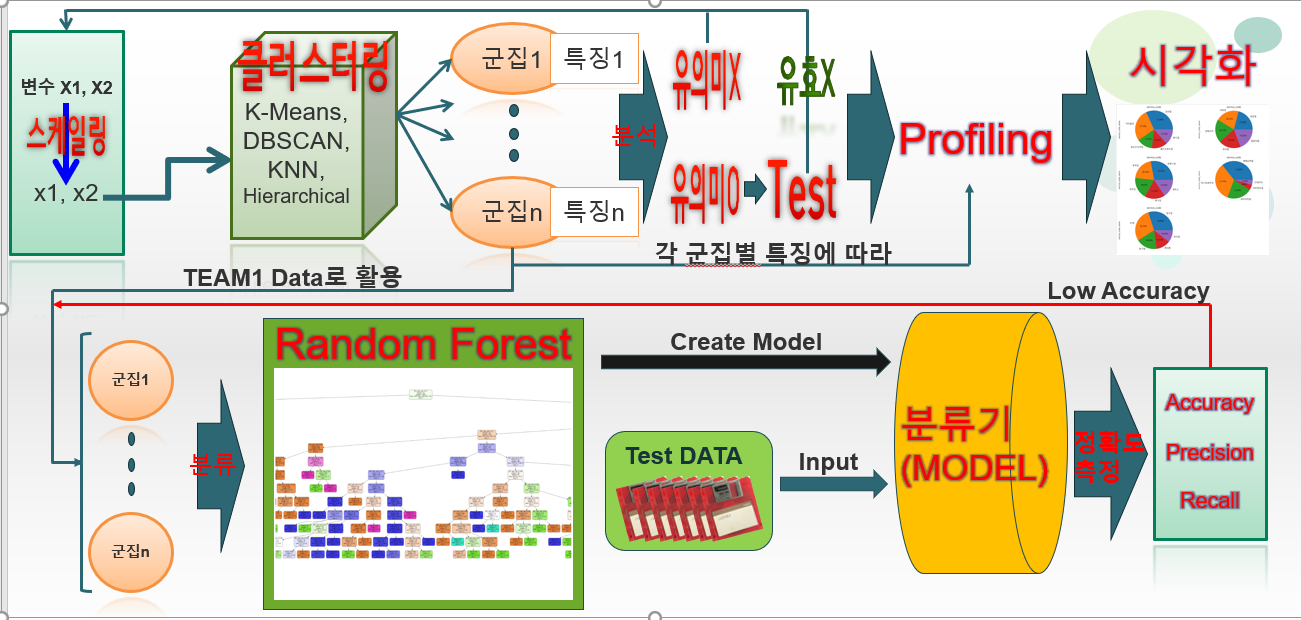 변수 X1, X2
스케일링
x1, x2
클러스터링
K-Means,
DBSCAN,
KNN,
Hierarchical
군집1
특징1
군집n
특징n
분석
유의미X
유효X
유의미O
Test
Profiling
시각화
각 군집별 특징에 따라
TEAM1 Data로 활용
Low Accuracy
군집1
군집n
분류
Random Forest
Create Model
Test DATA
Input
분류기
(MODEL)
정확도
측정
Accuracy
Precision
Recall